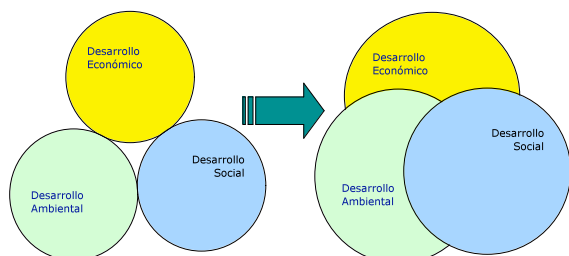 Desarrollo
Económico
Desarrollo
Ambiental
Desarrollo
Social
Desarrollo
Económico
Desarrollo
Ambiental
Desarrollo
Social